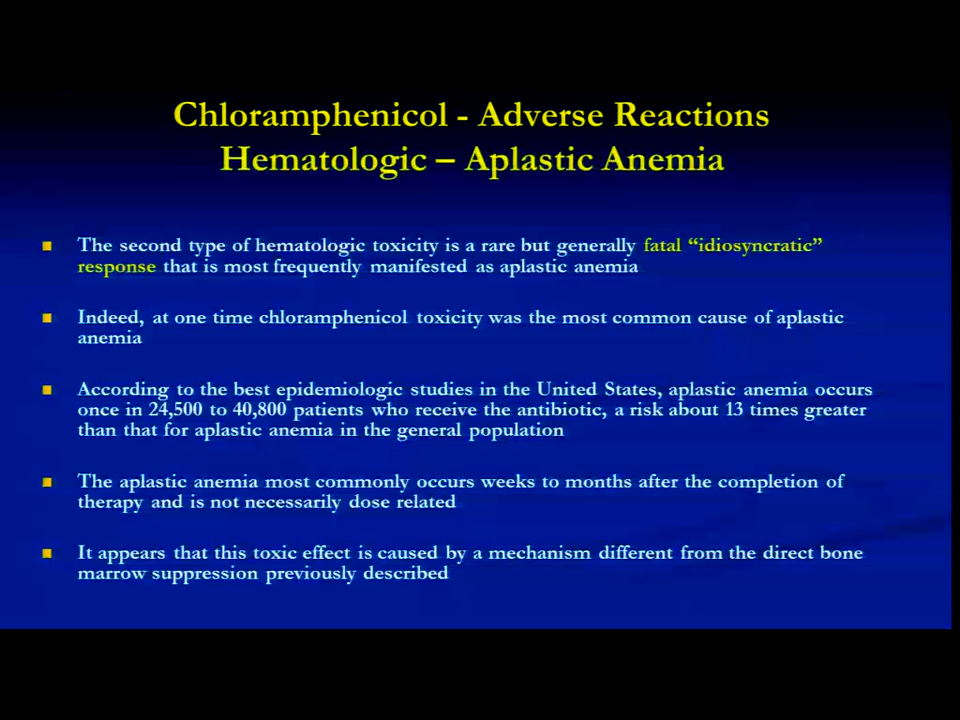 Chloramphenicol - Adverse Reactions
Hematologic – Aplastic Anemia
The second type of hematologic toxicity is a rare but generally fatal “idiosyncratic”
response that is most frequently manifested as aplastic anemia
Indeed, at one time chloramphenicol toxicity was the most common cause of aplastic
anemia
According to the best epidemiologic studies in the United States, aplastic anemia occurs
once in 24,500 to 40,800 patients who receive the antibiotic, a risk about 13 times greater
than that for aplastic anemia in the general population
The aplastic anemia most commonly occurs weeks to months after the completion of
therapy and is not necessarily dose related
It appears that this toxic effect is caused by a mechanism different from the direct bone
marrow suppression previously described